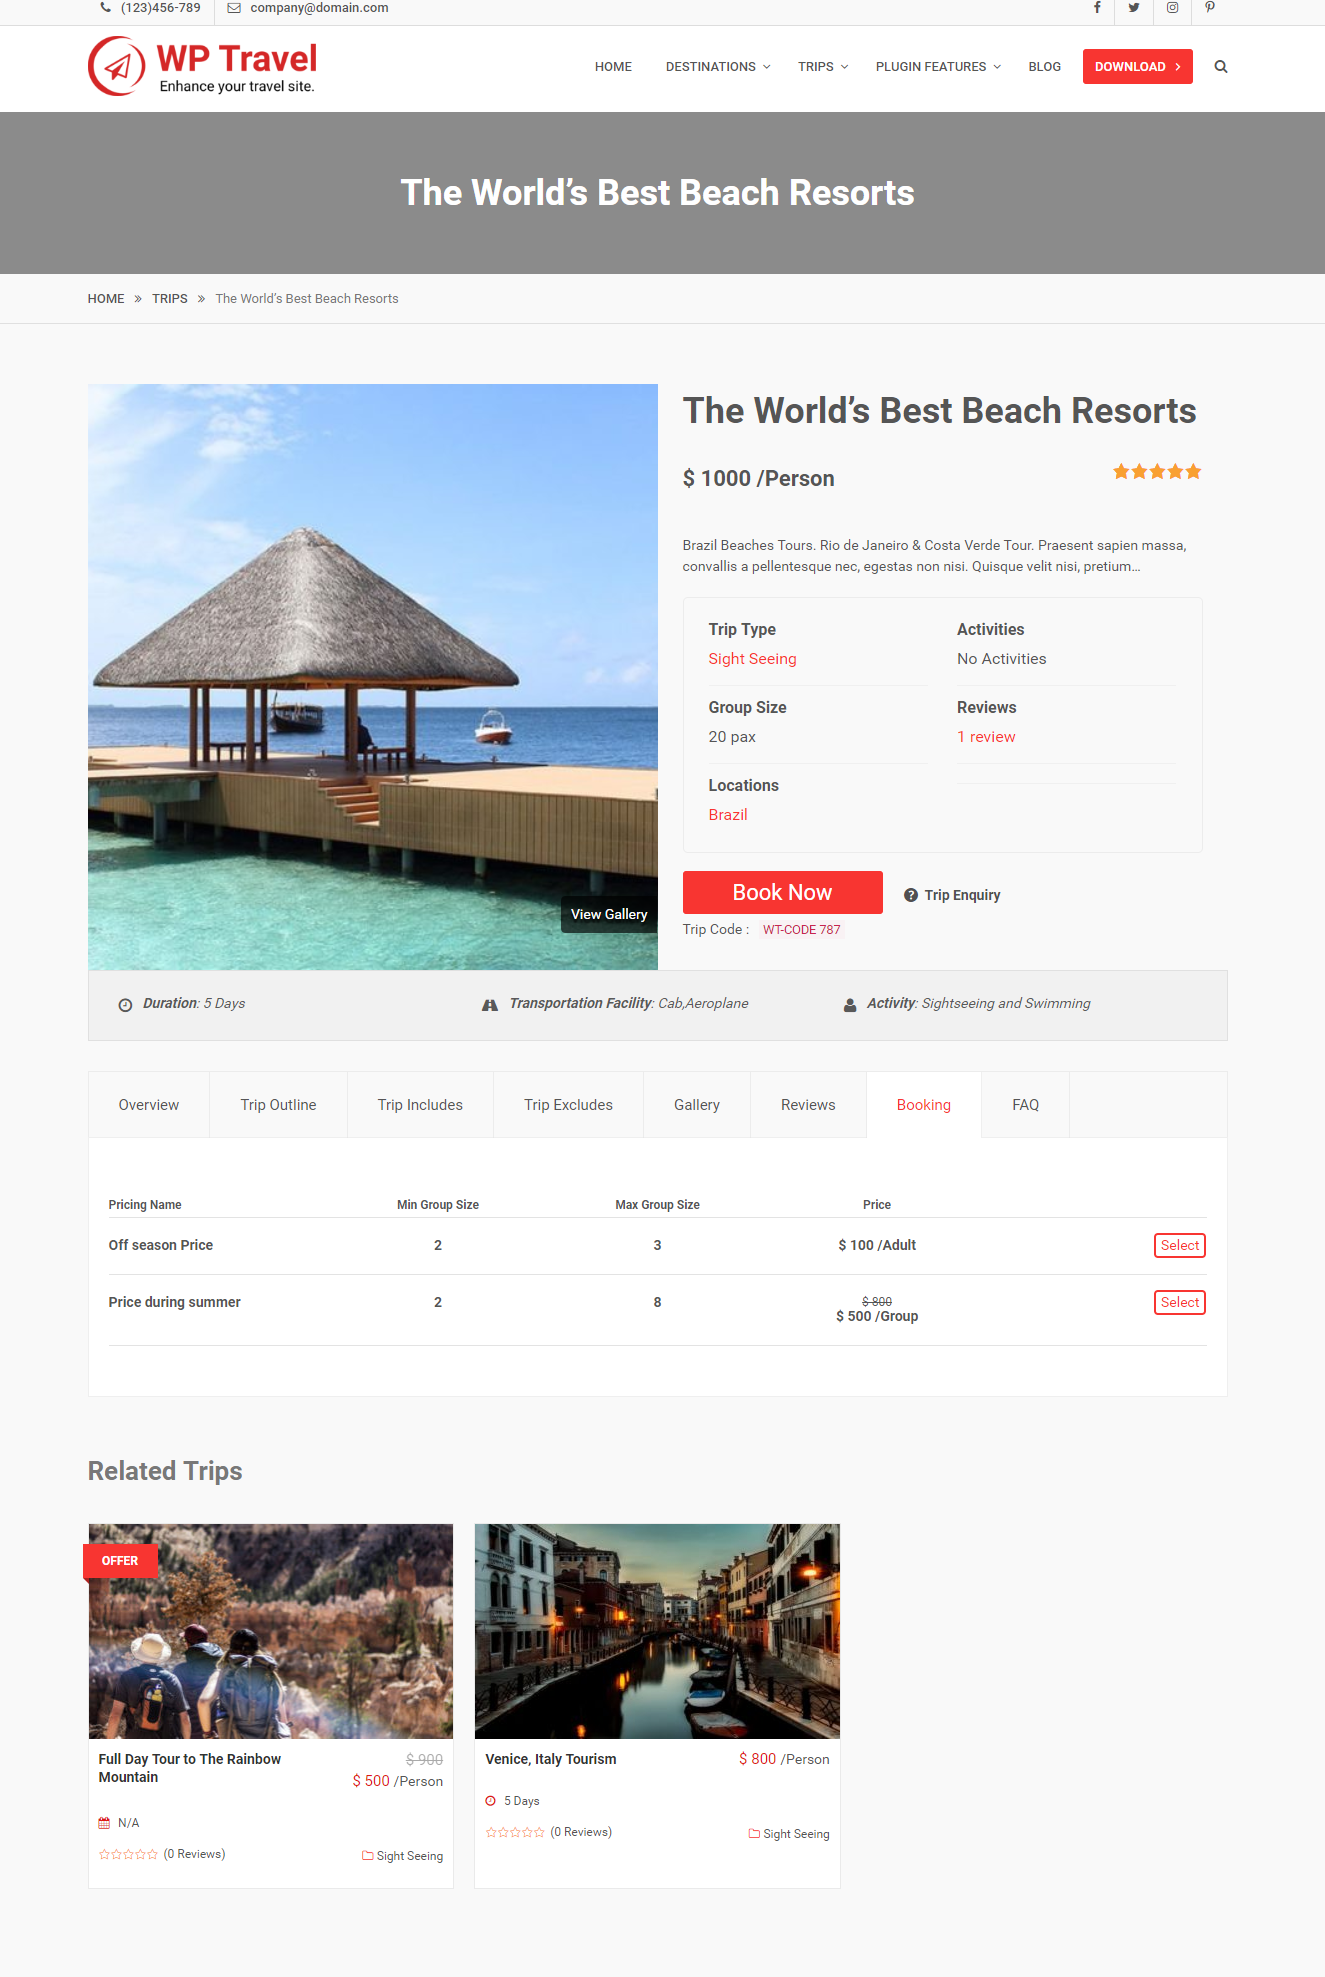 (123)456-789 company@domain.com
WP Travel
Enhance your travel site.
HOME DESTINATIONS TRIPS PLUGIN FEATURES BLOG DOWNLOAD
The World’s Best Beach Resorts
HOME » TRIPS » The World’s Best Beach Resorts
The World’s Best Beach Resorts
$ 1000 /Person
Brazil Beaches Tours. Rio de Janeiro & Costa Verde Tour. Praesent sapien massa,
convallis a pellentesque nec, egestas non nisi. Quisque velit nisi, pretium…
Trip Type Activities
Sight Seeing No Activities
Group Size Reviews
20 pax 1 review
Locations
Brazil
View Gallery
Book Now Trip Enquiry
Trip Code : WT-CODE 787
Duration: 5 Days Transportation Facility: Cab,Aeroplane Activity: Sightseeing and Swimming
Overview Trip Outline Trip Includes Trip Excludes Gallery Reviews Booking FAQ
Pricing Name Min Group Size Max Group Size Price
Off season Price 2 3 $ 100 /Adult Select
Price during summer 2 8 $ 800 Select
$ 500 /Group
Related Trips
OFFER
Full Day Tour to The Rainbow $ 900
Mountain $ 500 /Person
N/A
(0 Reviews) Sight Seeing
Venice, Italy Tourism $ 800 /Person
5 Days
(0 Reviews) Sight Seeing